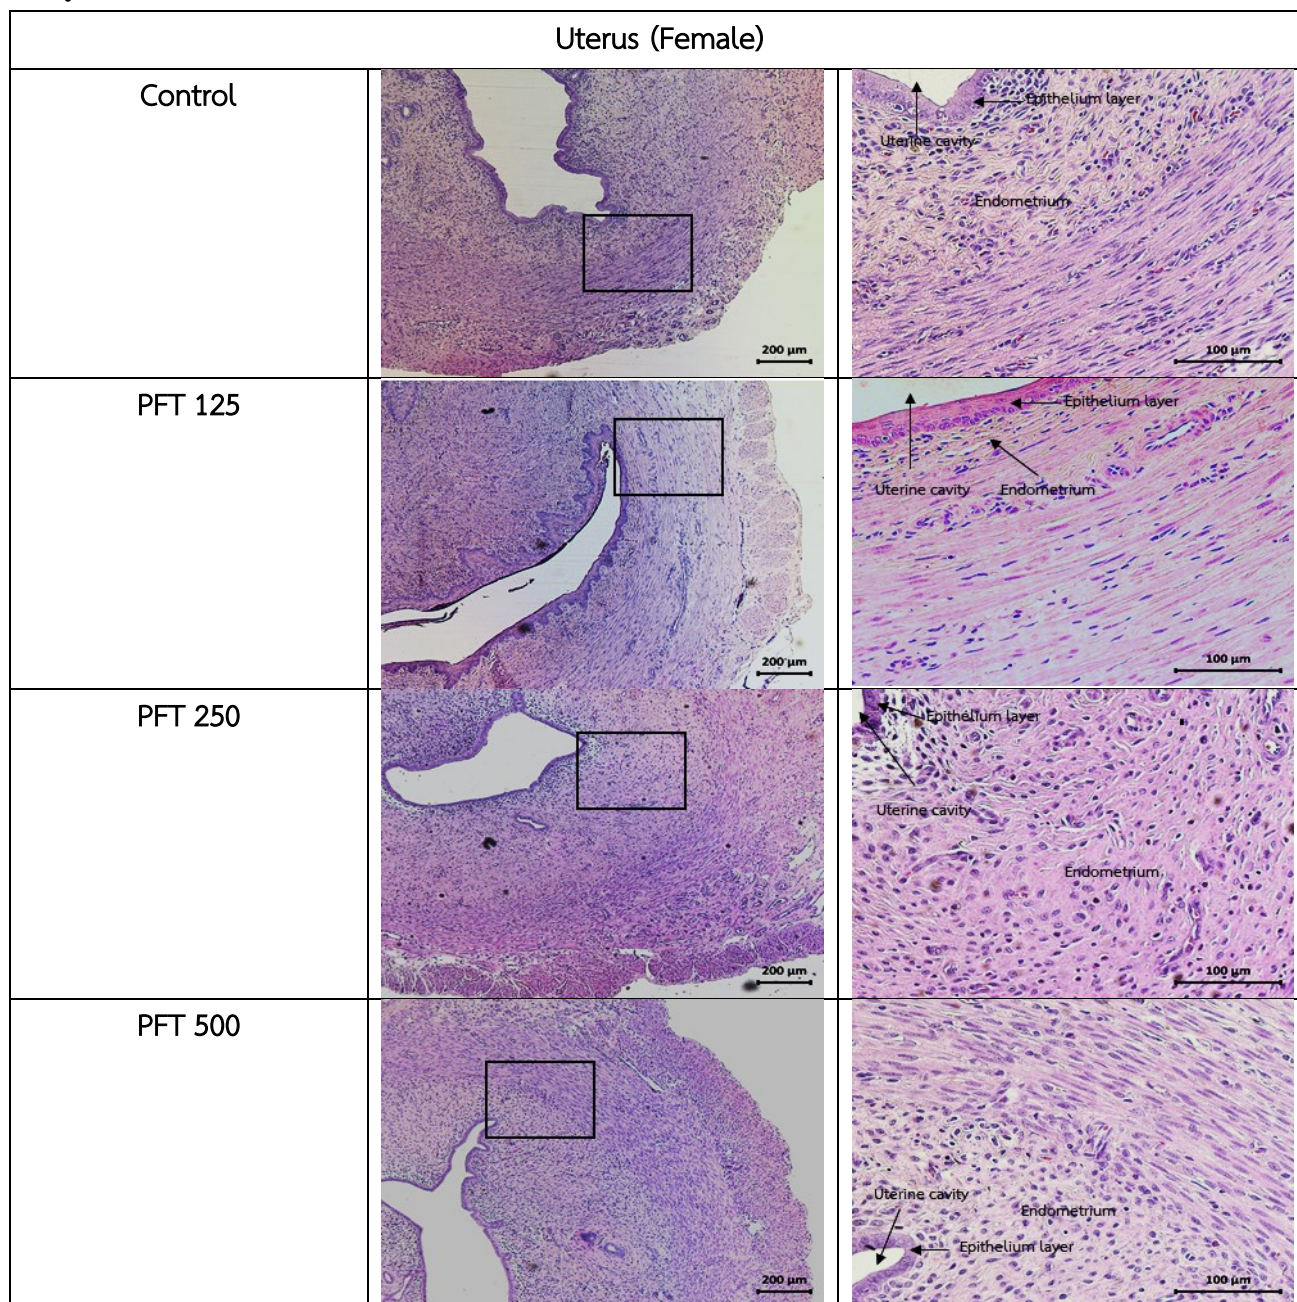 Uterus (Female)
Control
200 µm
Epithelium layer
Uterine cavity
Endometrium
100 µm
PFT 125
200 µm
Epithelium layer
Uterine cavity
Endometrium
100 µm
PFT 250
200 µm
Epithelium layer
Uterine cavity
Endometrium
100 µm
PFT 500
200 µm
Uterine cavity
Endometrium
Epithelium layer
100 µm